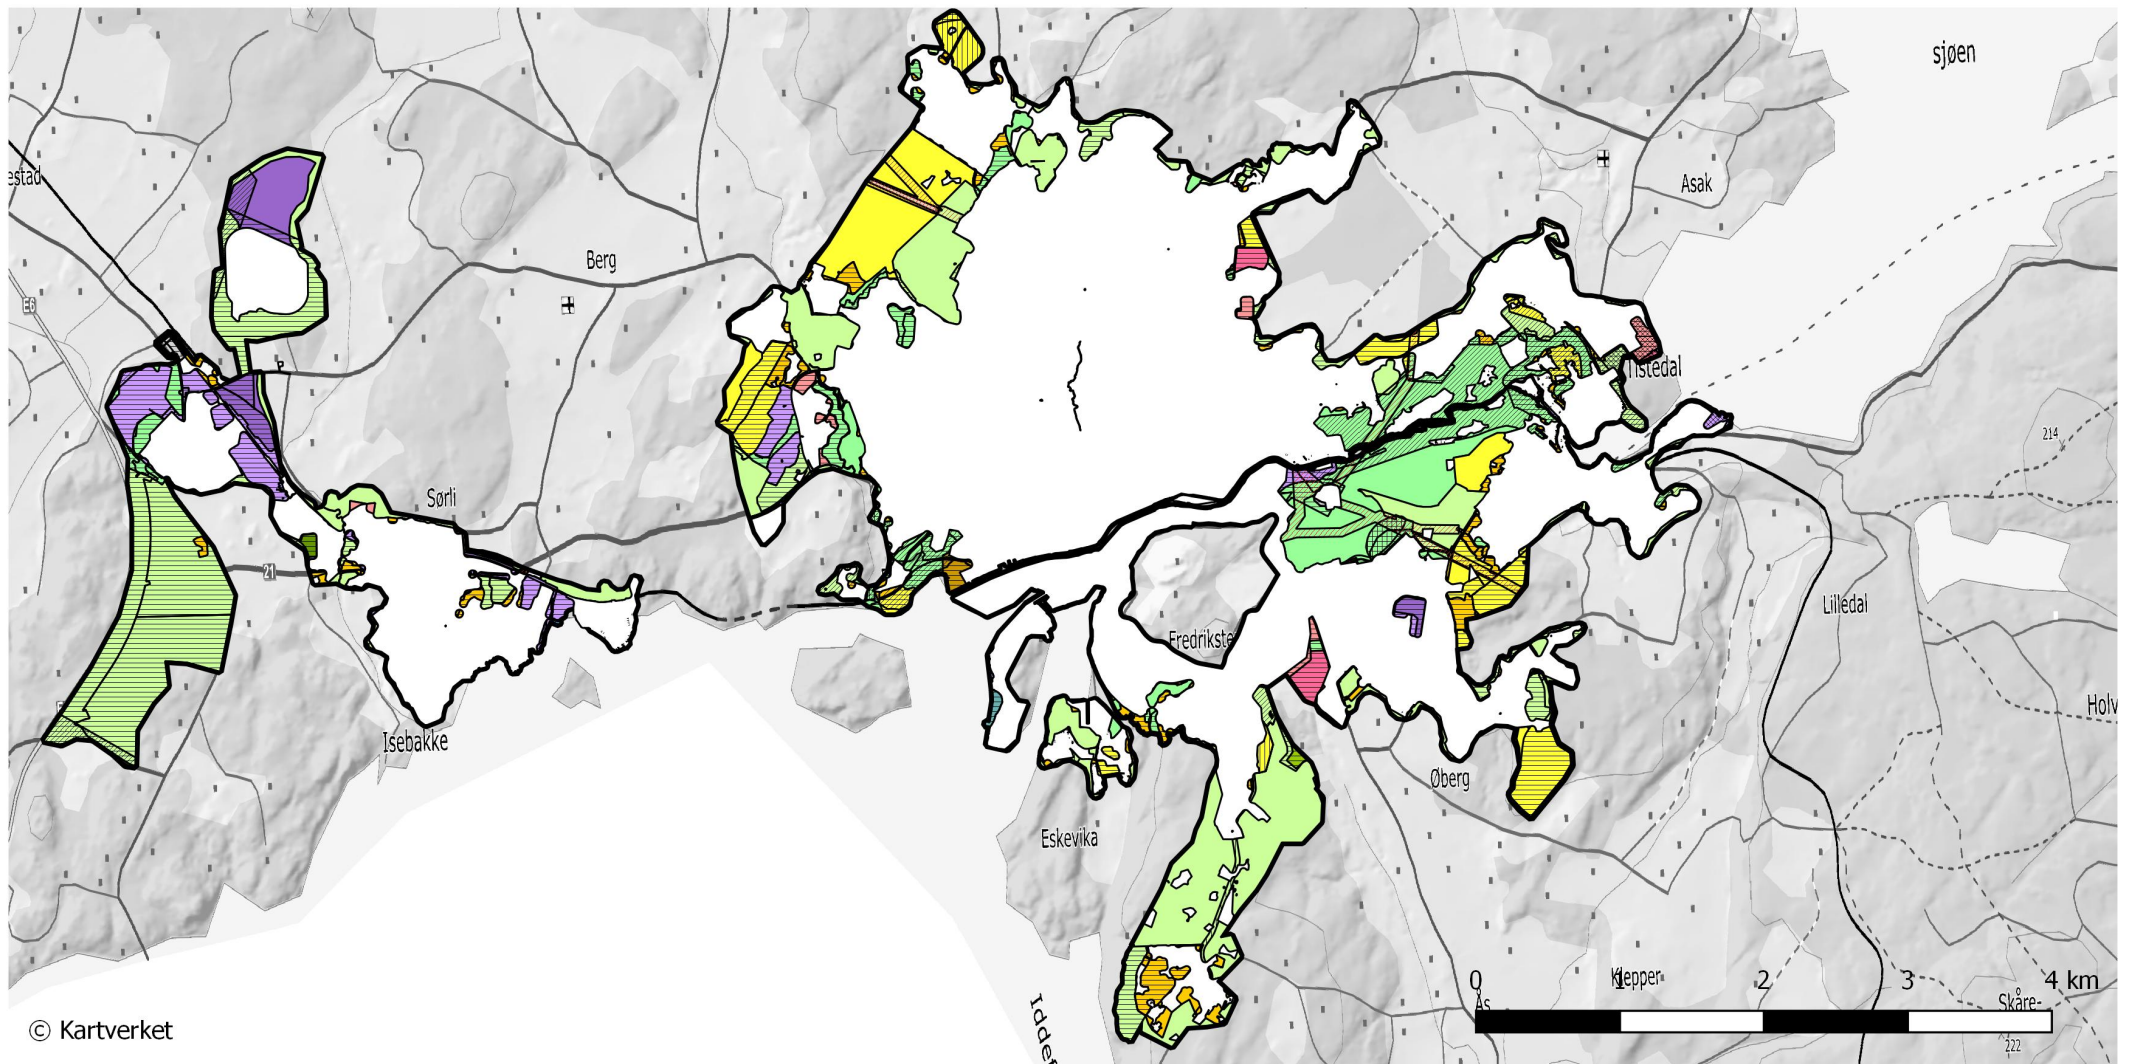 sjøen
estad
Asak
Berg
E6
Tistedal
214
Sørli
21
Lilledal
Fredrikste
Holv
Isebakke
Øberg
Eskevika
Klepper
0 1 2 3 4 km
Ås
Skåre-
Iddef
© Kartverket
222